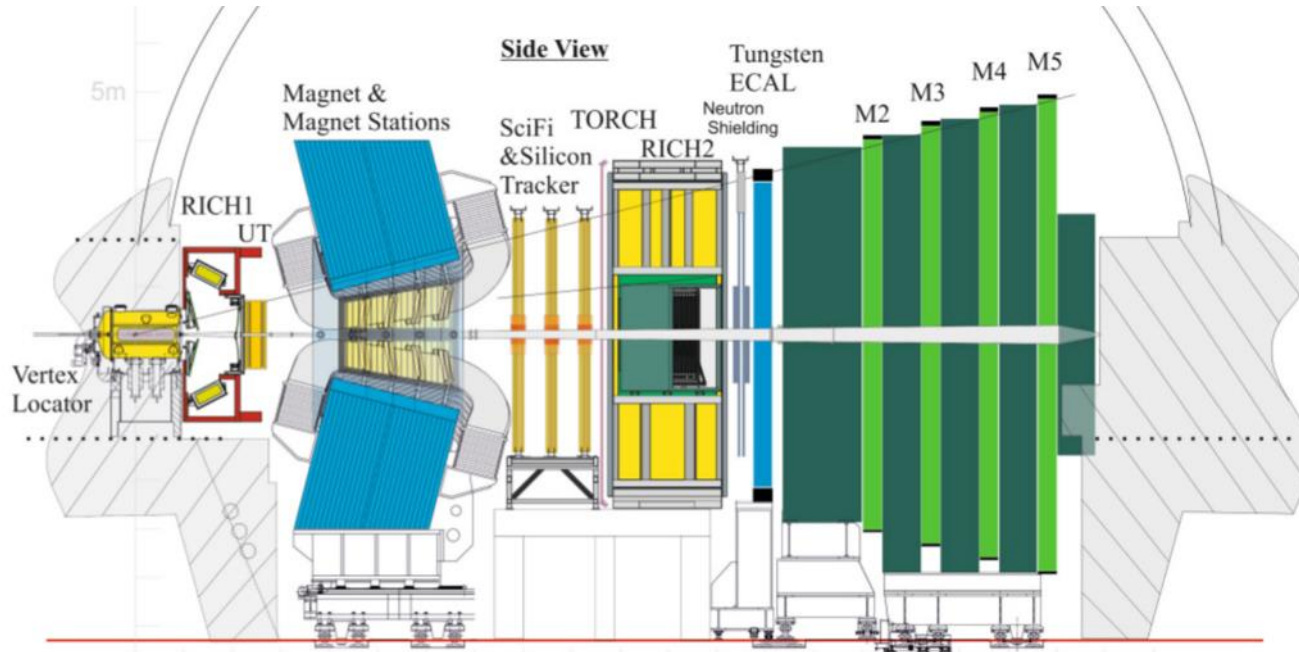 Side View
5m
Magnet &
Magnet Stations
SciFi
&Silicon
Tracker
TORCH
RICH2
Tungsten
ECAL
Neutron
Shielding
M2
M3
M4
M5
RICH1
UT
Vertex
Locator